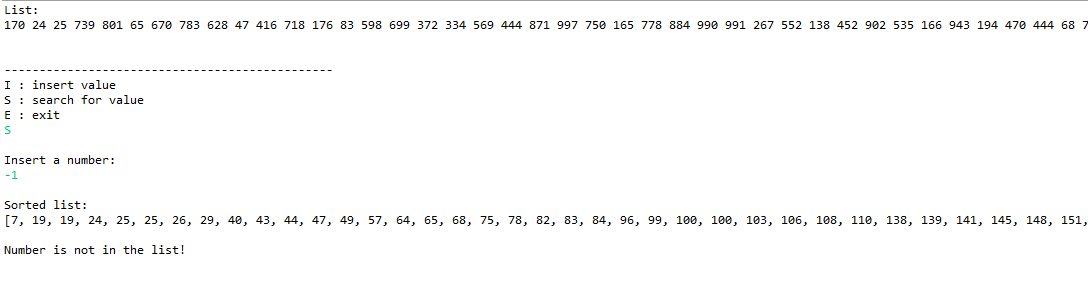 List:
170 24 25 739 801 65 670 783 628 47 416 718 176 83 598 699 372 334 569 444 871 997 750 165 778 884 990 991 267 552 138 452 902 535 166 943 194 470 444 68 7
-----------------------------------------------
I : insert value
S : search for value
E : exit
S
Insert a number:
-1
Sorted list:
[7, 19, 19, 24, 25, 25, 26, 29, 40, 43, 44, 47, 49, 57, 64, 65, 68, 75, 78, 82, 83, 84, 96, 99, 100, 100, 103, 106, 108, 110, 138, 139, 141, 145, 148, 151,
Number is not in the list!